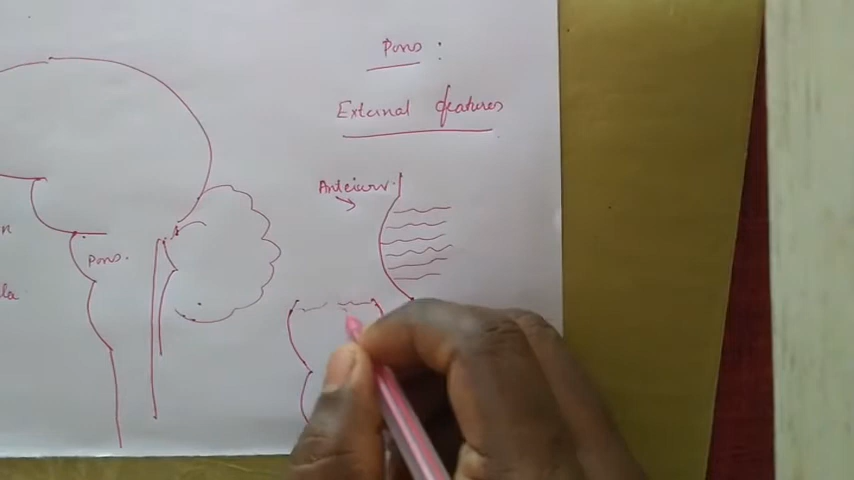 Pons :
External features
Anterior.
Pons.